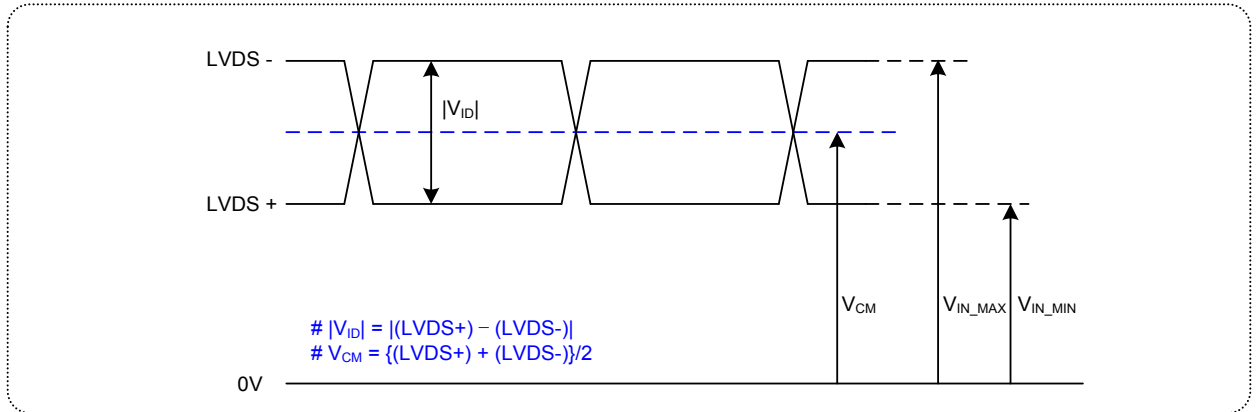 LVDS -
|VID|
LVDS +
VCM
VIN_MAX
VIN_MIN
# |VID| = |(LVDS+) − (LVDS-)|
# VCM = {(LVDS+) + (LVDS-)}/2
0V